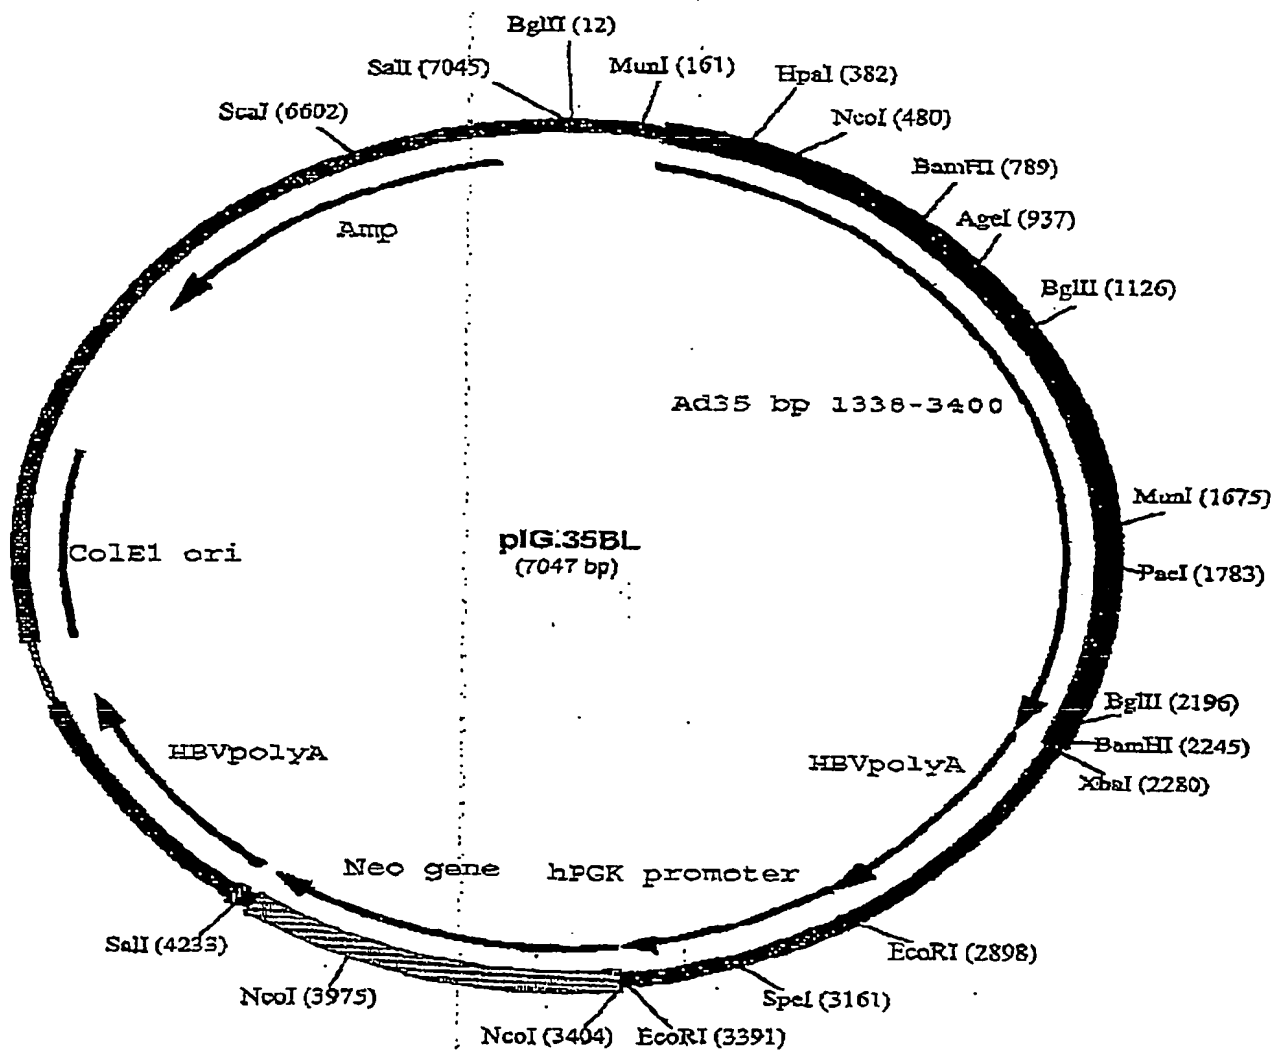 BglII (12)
SalI (7045)
MunI (161)
HpaI (382)
ScaI (6602)
NcoI (480)
BamHI (789)
Amp
AgeI (937)
BglII (1126)
Ad35 bp 1338-3400
MunI (1675)
pIG.35BL
ColE1 ori
(7047 bp)
PacI (1783)
BglII (2196)
HBVpolyA
BamHI (2245)
HBVpolyA
XbaI (2280)
Neo gene
hPGK promoter
SalI (4233)
EcoRI (2898)
NcoI (3975)
SpeI (3161)
NcoI (3404)
EcoRI (3391)